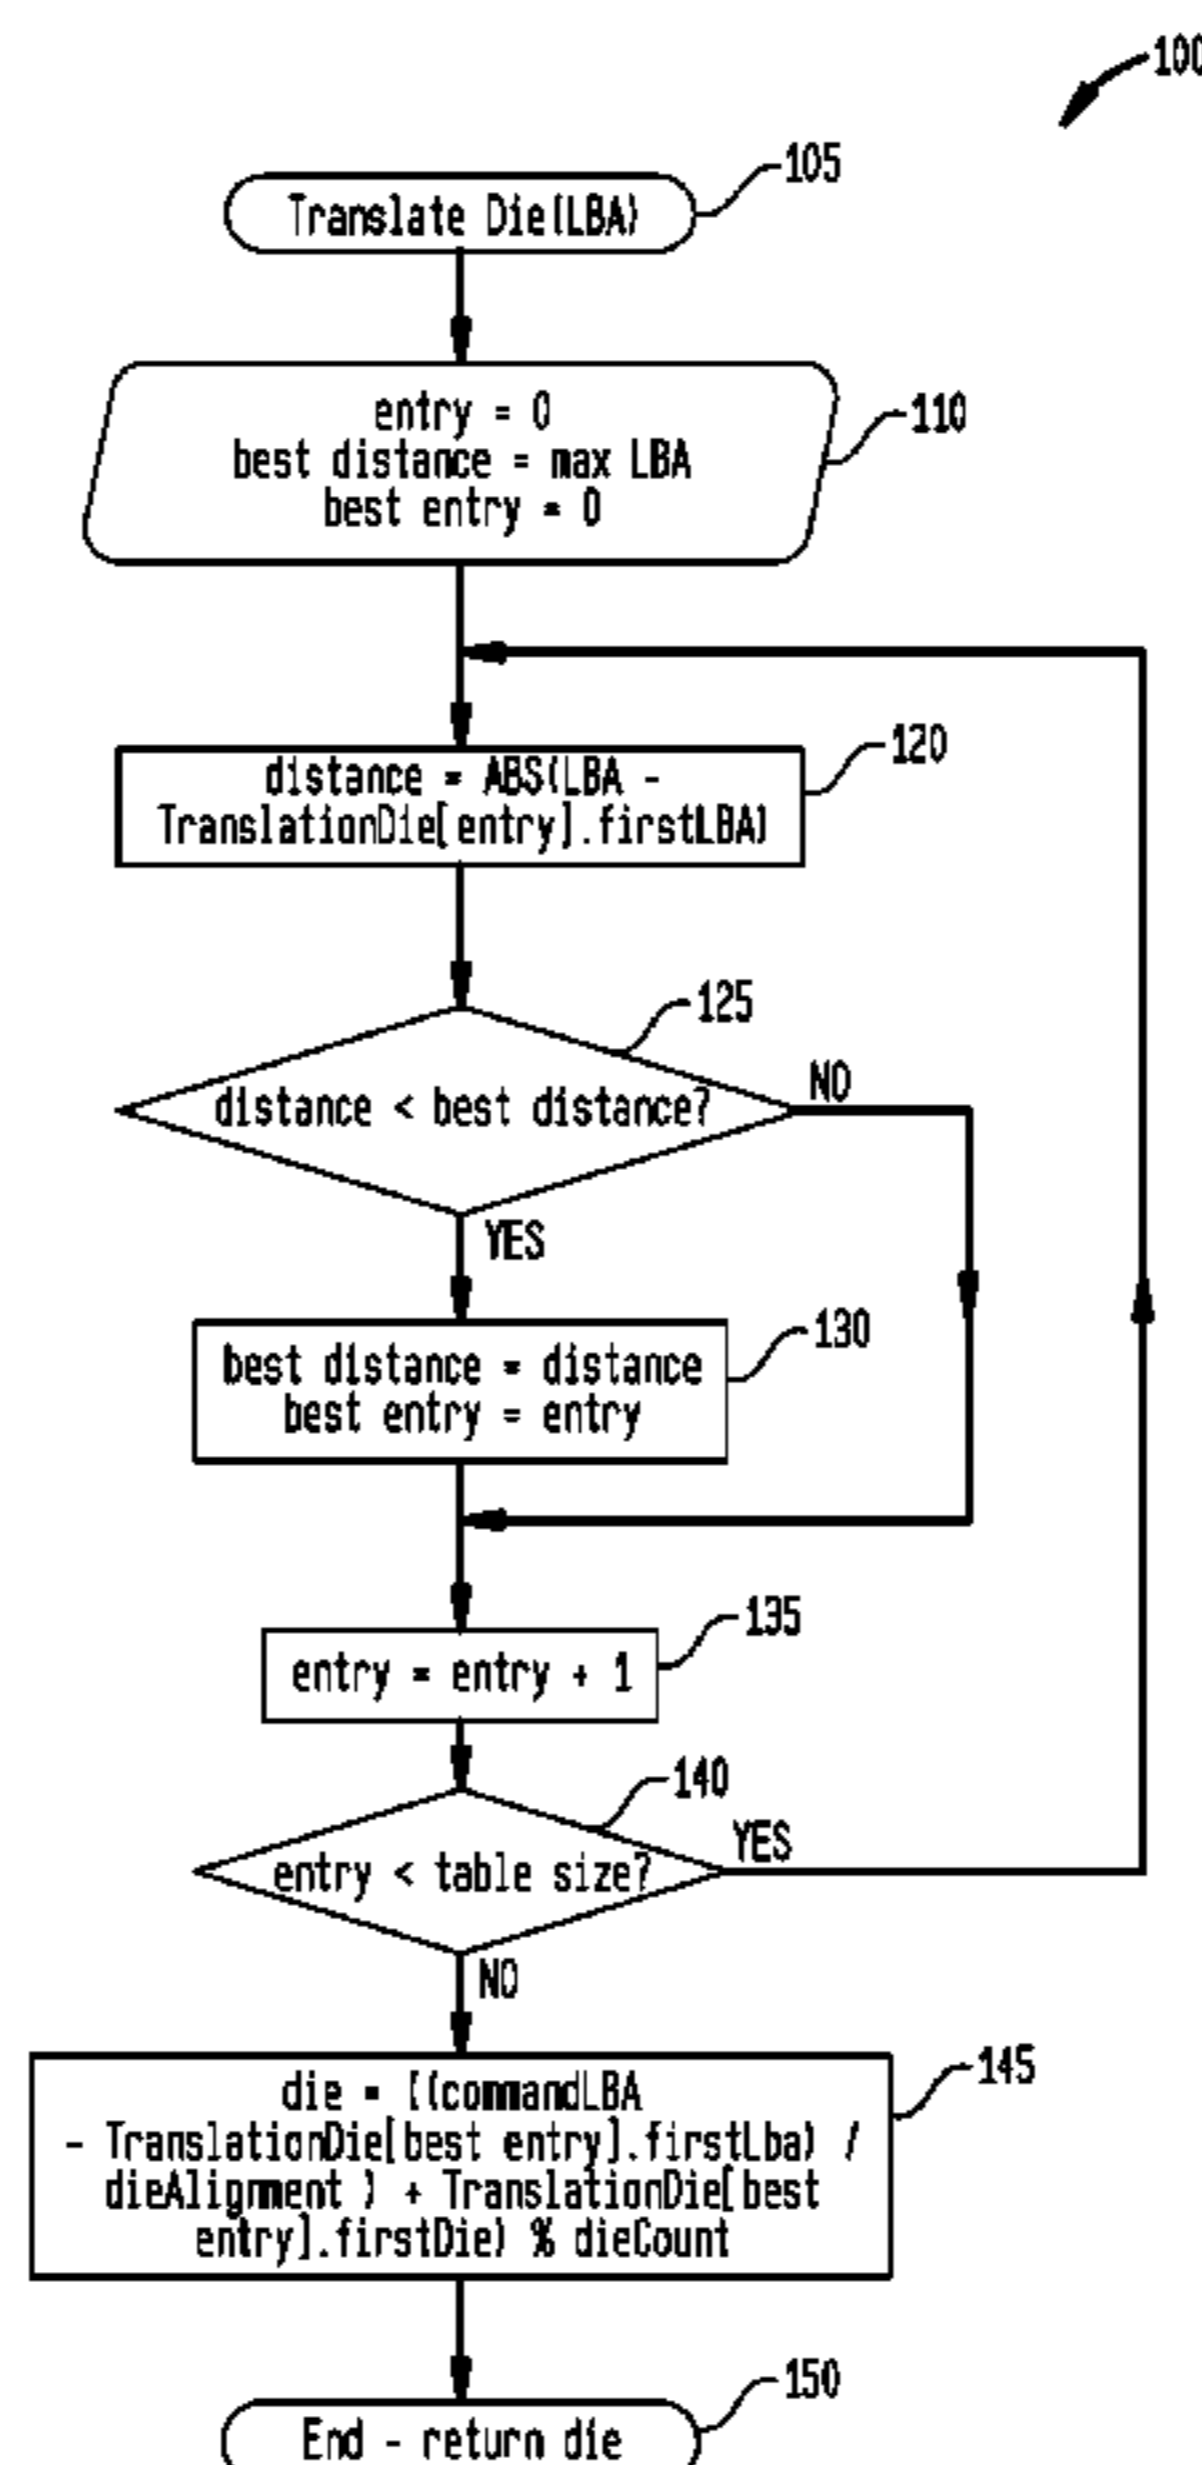 100
105
Translate Die(LBA)
entry = 0
best distance = max LBA
best entry = 0
110
distance = ABS(LBA -
TranslationDie[entry].firstLBA)
120
125
distance < best distance?
NO
YES
best distance = distance
best entry = entry
130
entry = entry + 1
135
140
entry < table size?
YES
NO
die = ((commandLBA
- TranslationDie[best entry].firstLba) /
dieAlignment ) + TranslationDie[best
entry].firstDie) % dieCount
145
150
End - return die